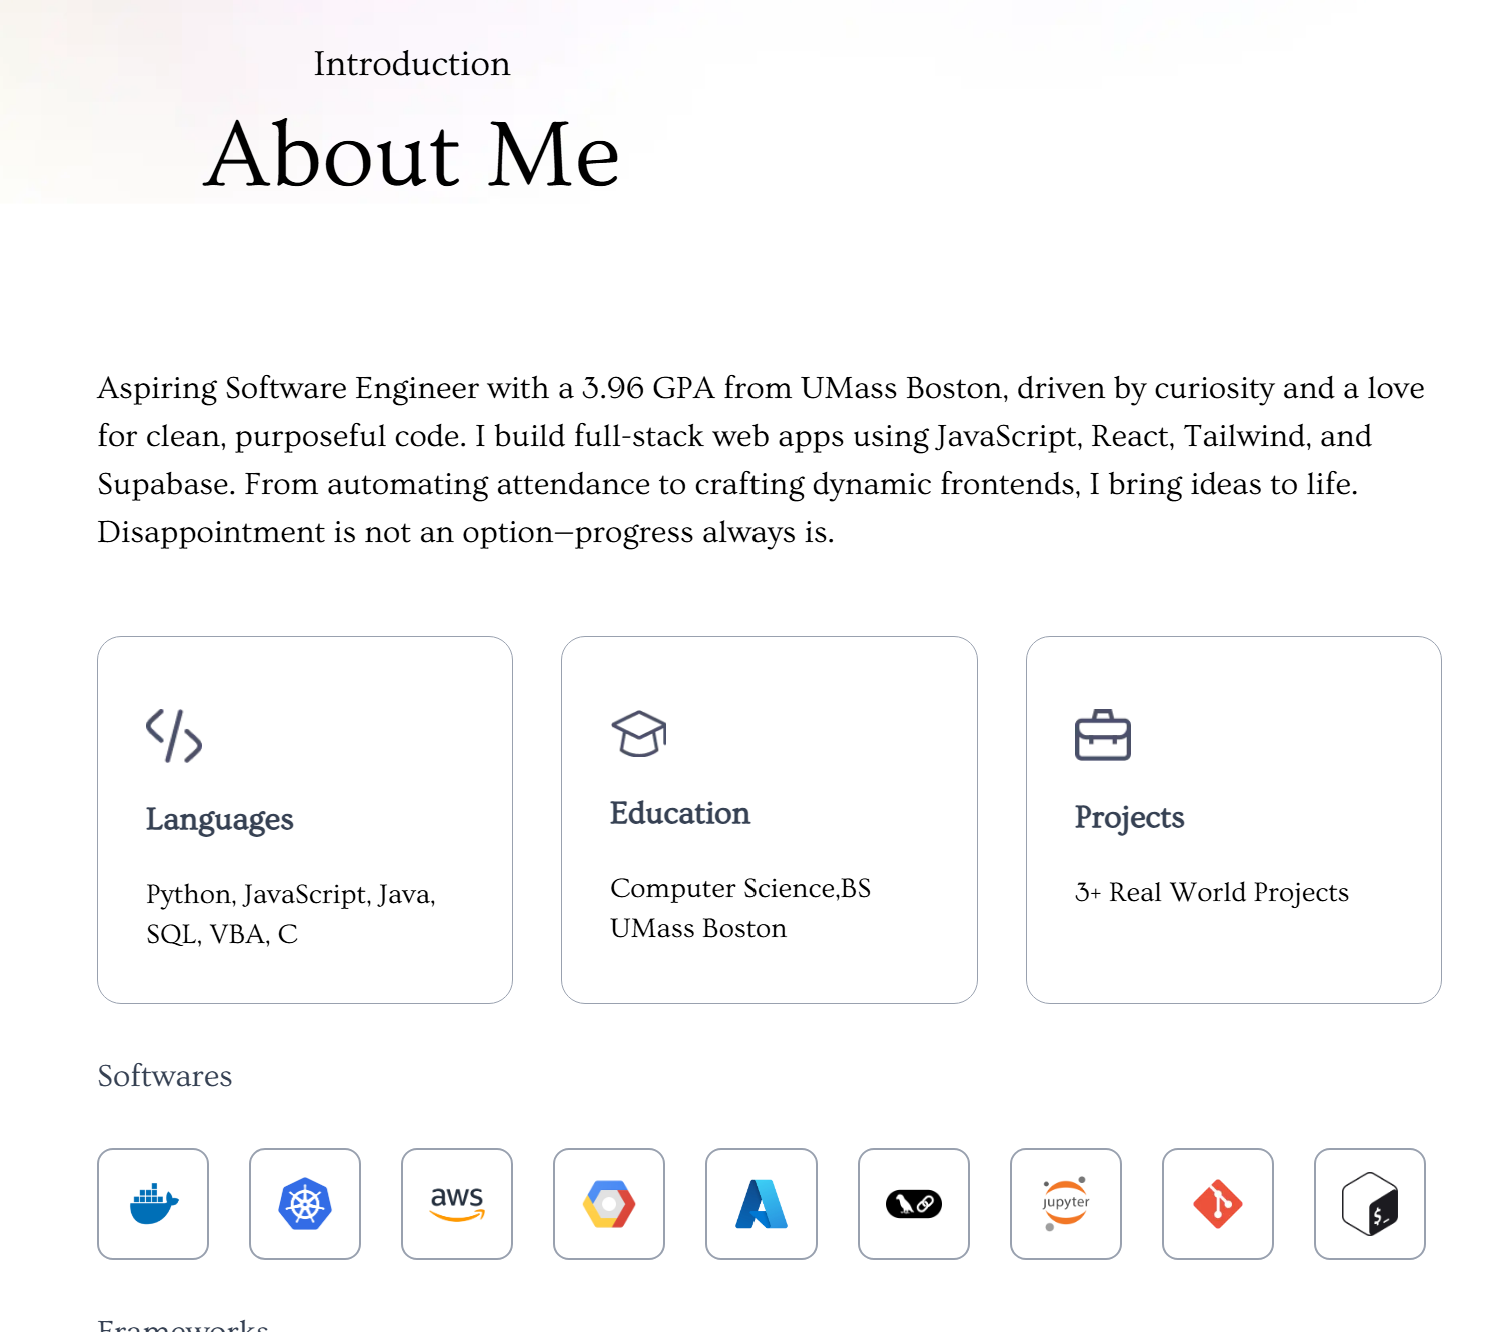 Introduction
About Me
Aspiring Software Engineer with a 3.96 GPA from UMass Boston, driven by curiosity and a love
for clean, purposeful code. I build full-stack web apps using JavaScript, React, Tailwind, and
Supabase. From automating attendance to crafting dynamic frontends, I bring ideas to life.
Disappointment is not an option—progress always is.
Languages
Python, JavaScript, Java,
SQL, VBA, C
Education
Computer Science,BS
UMass Boston
Projects
3+ Real World Projects
Softwares
aws
jupyter
$_
Frameworks